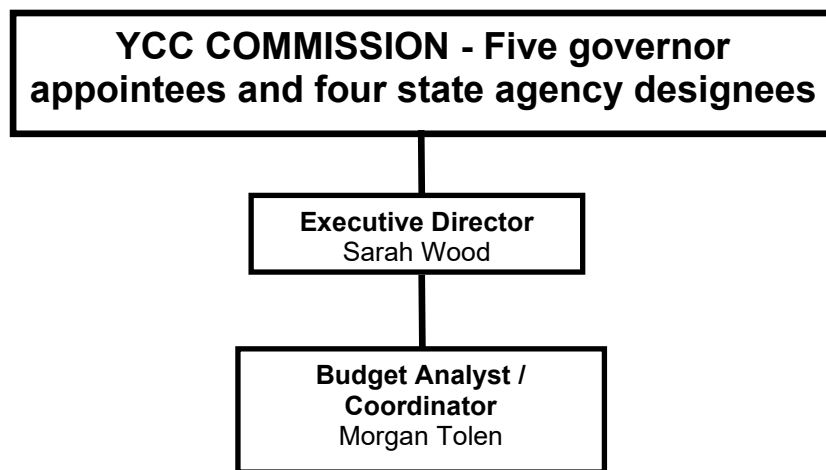 YCC COMMISSION - Five governor
appointees and four state agency designees
Executive Director
Sarah Wood
Budget Analyst /
Coordinator
Morgan Tolen